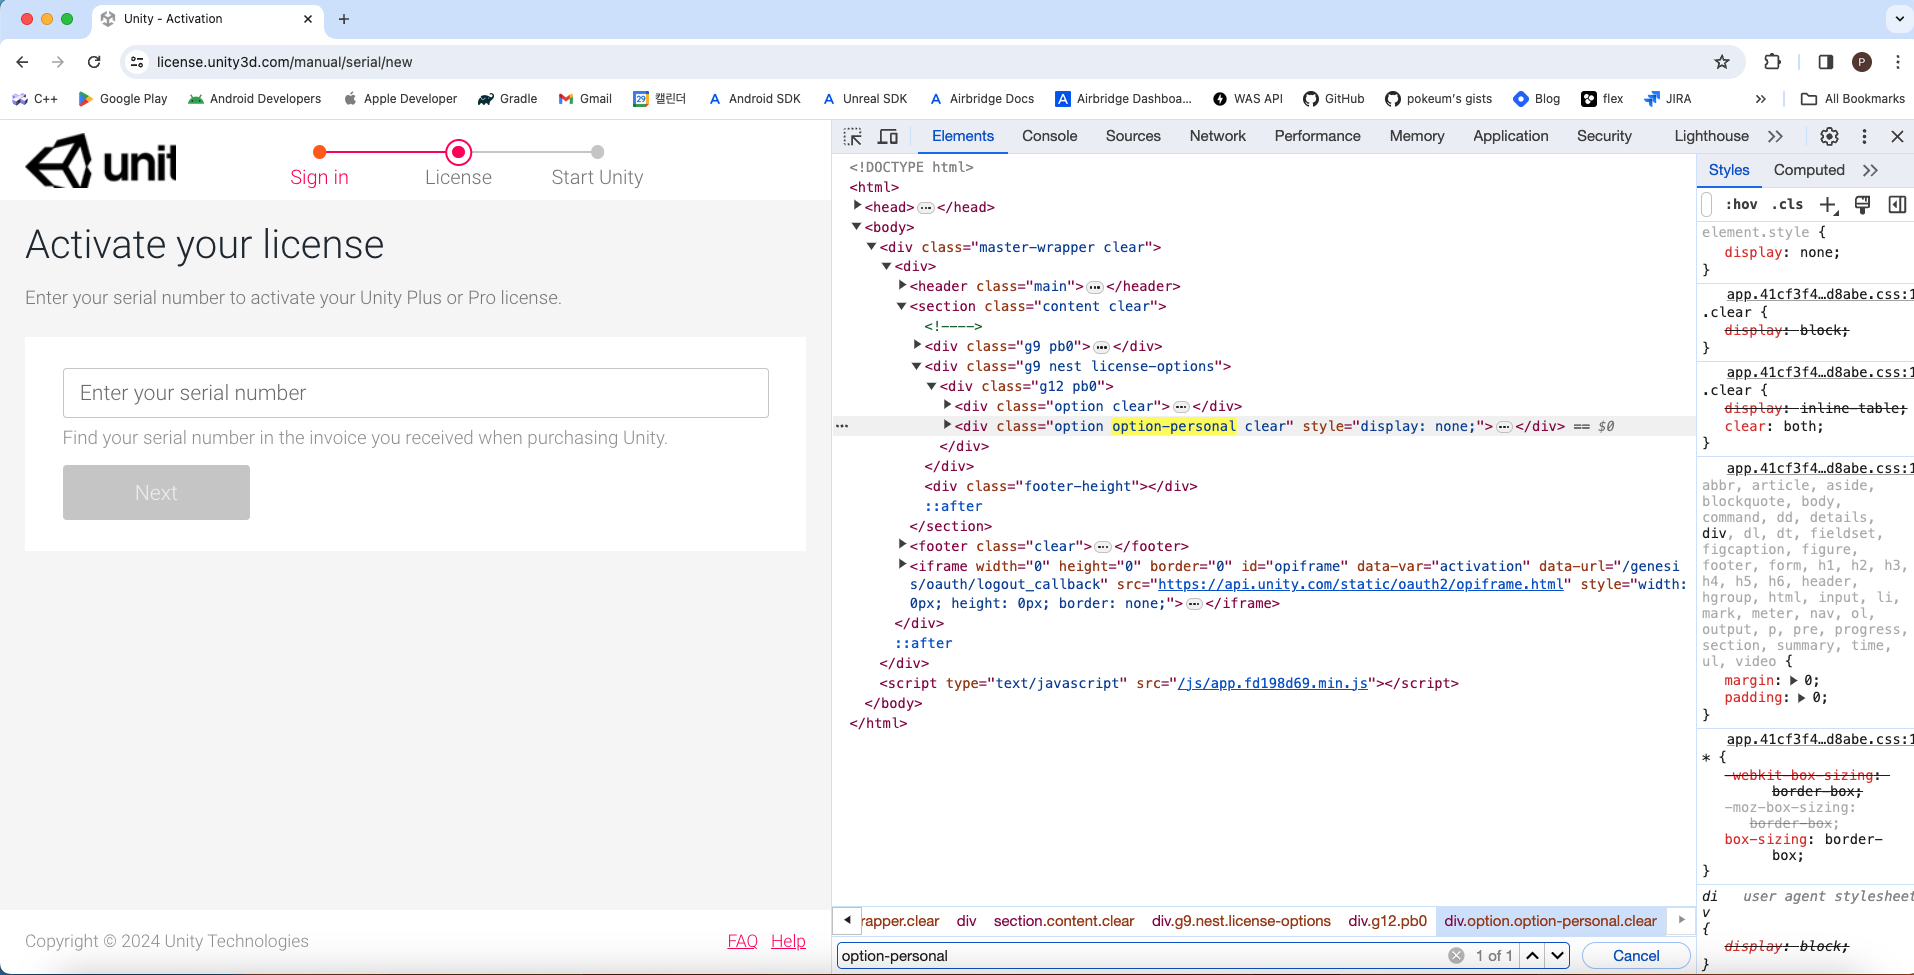 Unity - Activation
license.unity3d.com/manual/serial/new
P
C++ Google Play Android Developers Apple Developer Gradle Gmail 29 캘린더 Android SDK Unreal SDK Airbridge Docs Airbridge Dashboa... WAS API GitHub pokeum's gists Blog flex JIRA » All Bookmarks
unit
Sign in License Start Unity
Activate your license
Enter your serial number to activate your Unity Plus or Pro license.
Enter your serial number
Find your serial number in the invoice you received when purchasing Unity.
Next
Copyright © 2024 Unity Technologies FAQ Help
Elements Console Sources Network Performance Memory Application Security Lighthouse »
<!DOCTYPE html>
<html>
<head> … </head>
<body>
<div class="master-wrapper clear">
<div>
<header class="main"> … </header>
<section class="content clear">
<!---->
<div class="g9 pb0"> … </div>
<div class="g9 nest license-options">
<div class="g12 pb0">
<div class="option clear"> … </div>
… <div class="option option-personal clear" style="display: none;"> … </div> == $0
</div>
</div>
<div class="footer-height"></div>
::after
</section>
<footer class="clear"> … </footer>
<iframe width="0" height="0" border="0" id="opiframe" data-var="activation" data-url="/genesi
s/oauth/logout_callback" src="https://api.unity.com/static/oauth2/opiframe.html" style="width:
0px; height: 0px; border: none;"> … </iframe>
</div>
::after
</div>
<script type="text/javascript" src="/js/app.fd198d69.min.js"></script>
</body>
</html>
rapper.clear div section.content.clear div.g9.nest.license-options div.g12.pb0 div.option.option-personal.clear
option-personal 1 of 1 Cancel
Styles Computed »
:hov .cls
element.style {
display: none;
}
app.41cf3f4…d8abe.css:1
.clear {
display: block;
}
app.41cf3f4…d8abe.css:1
.clear {
display: inline-table;
clear: both;
}
app.41cf3f4…d8abe.css:1
abbr, article, aside,
blockquote, body,
command, dd, details,
div, dl, dt, fieldset,
figcaption, figure,
footer, form, h1, h2, h3,
h4, h5, h6, header,
hgroup, html, input, li,
mark, meter, nav, ol,
output, p, pre, progress,
section, summary, time,
ul, video {
margin: 0;
padding: 0;
}
app.41cf3f4…d8abe.css:1
* {
-webkit-box-sizing:
border-box;
-moz-box-sizing:
border-box;
box-sizing: border-
box;
}
di user agent stylesheet
v
{
display: block;
}